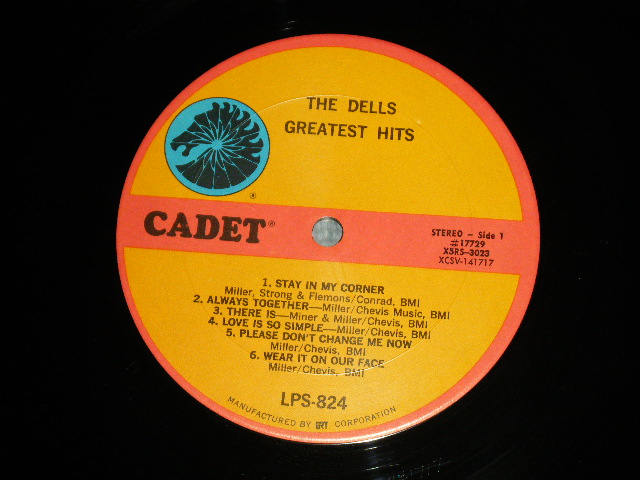 THE DELLS
GREATEST HITS
®
CADET®
STEREO – Side 1
#17729
XSRS-3023
XCSV-141717
1. STAY IN MY CORNER
Miller, Strong & Flemons/Conrad, BMI
2. ALWAYS TOGETHER—Miller/Chevis Music, BMI
3. THERE IS—Miner & Miller/Chevis, BMI
4. LOVE IS SO SIMPLE—Miller/Chevis, BMI
5. PLEASE DON'T CHANGE ME NOW
Miller/Chevis, BMI
6. WEAR IT ON OUR FACE
Miller/Chevis, BMI
LPS-824
MANUFACTURED BY GRT CORPORATION